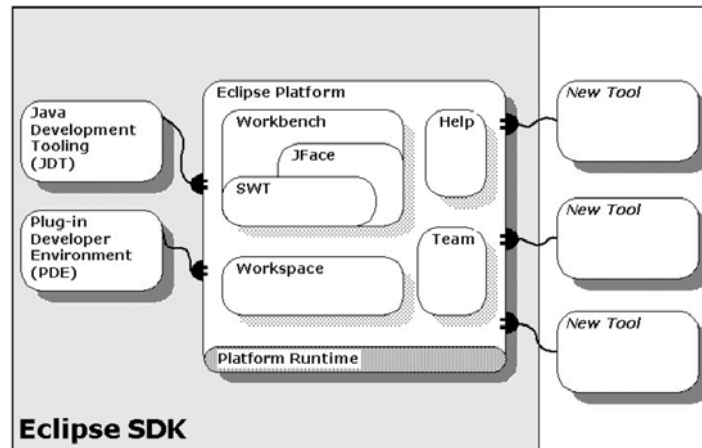 Java
Development
Tooling
(JDT)
Plug-in
Developer
Environment
(PDE)
Eclipse Platform
Workbench
JFace
SWT
Workspace
Help
Team
Platform Runtime
New Tool
New Tool
New Tool
Eclipse SDK